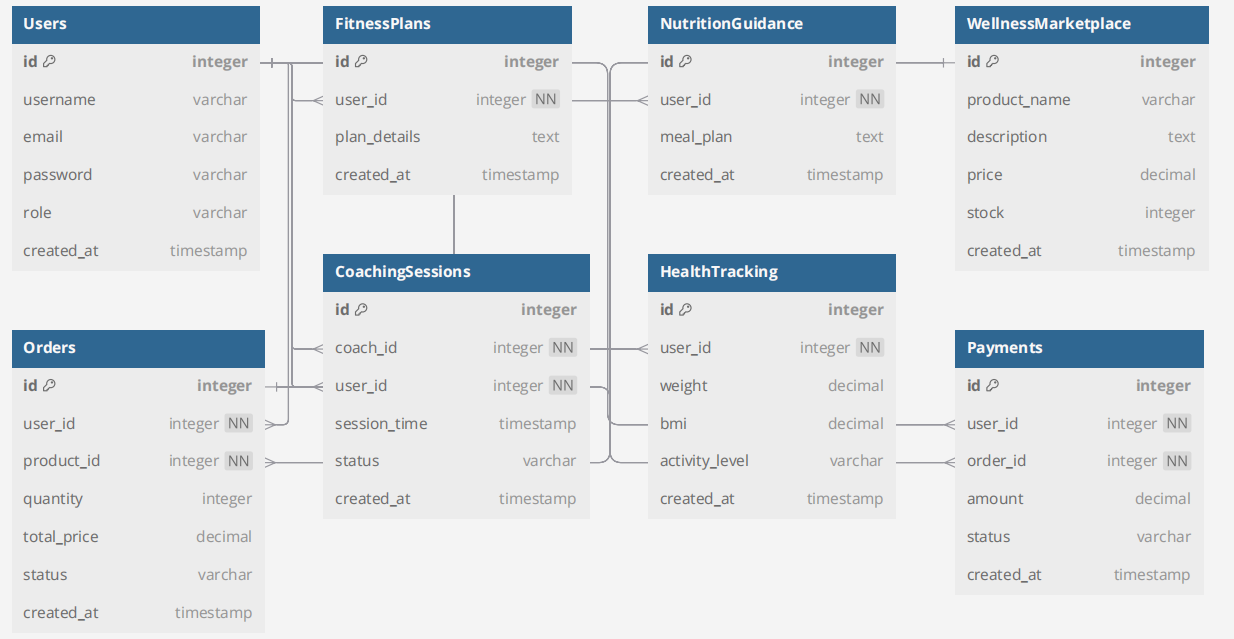 Users
id integer
username varchar
email varchar
password varchar
role varchar
created_at timestamp
FitnessPlans
id integer
user_id integer NN
plan_details text
created_at timestamp
NutritionGuidance
id integer
user_id integer NN
meal_plan text
created_at timestamp
WellnessMarketplace
id integer
product_name varchar
description text
price decimal
stock integer
created_at timestamp
CoachingSessions
id integer
coach_id integer NN
user_id integer NN
session_time timestamp
status varchar
created_at timestamp
HealthTracking
id integer
user_id integer NN
weight decimal
bmi decimal
activity_level varchar
created_at timestamp
Orders
id integer
user_id integer NN
product_id integer NN
quantity integer
total_price decimal
status varchar
created_at timestamp
Payments
id integer
user_id integer NN
order_id integer NN
amount decimal
status varchar
created_at timestamp